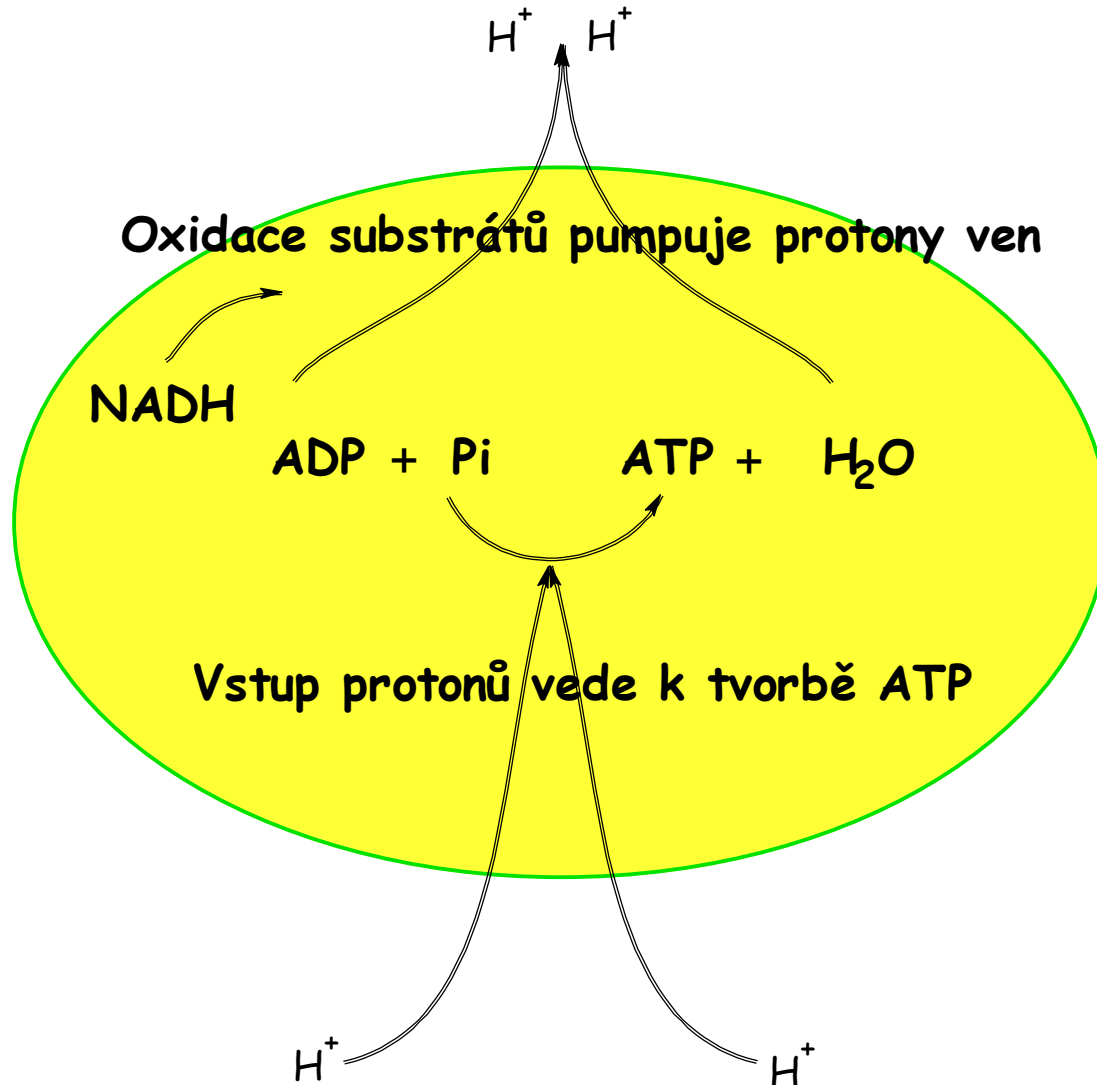 H⁺ H⁺
Oxidace substrátů pumpuje protony ven
NADH
ADP + Pi ATP + H₂O
Vstup protonů vede k tvorbě ATP
H⁺ H⁺